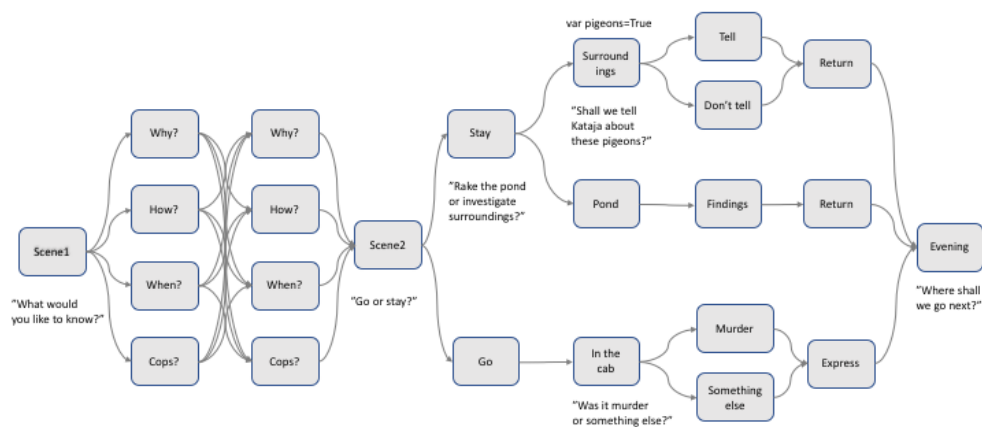 Scene1
"What would
you like to know?"
Why?
How?
When?
Cops?
Why?
How?
When?
Cops?
Scene2
"Go or stay?"
Stay
"Rake the pond
or investigate
surroundings?"
Go
var pigeons=True
Surround
ings
"Shall we tell
Kataja about
these pigeons?"
Tell
Don't tell
Return
Pond
Findings
Return
In the
cab
"Was it murder
or something else?"
Murder
Something
else
Express
Evening
"Where shall
we go next?"